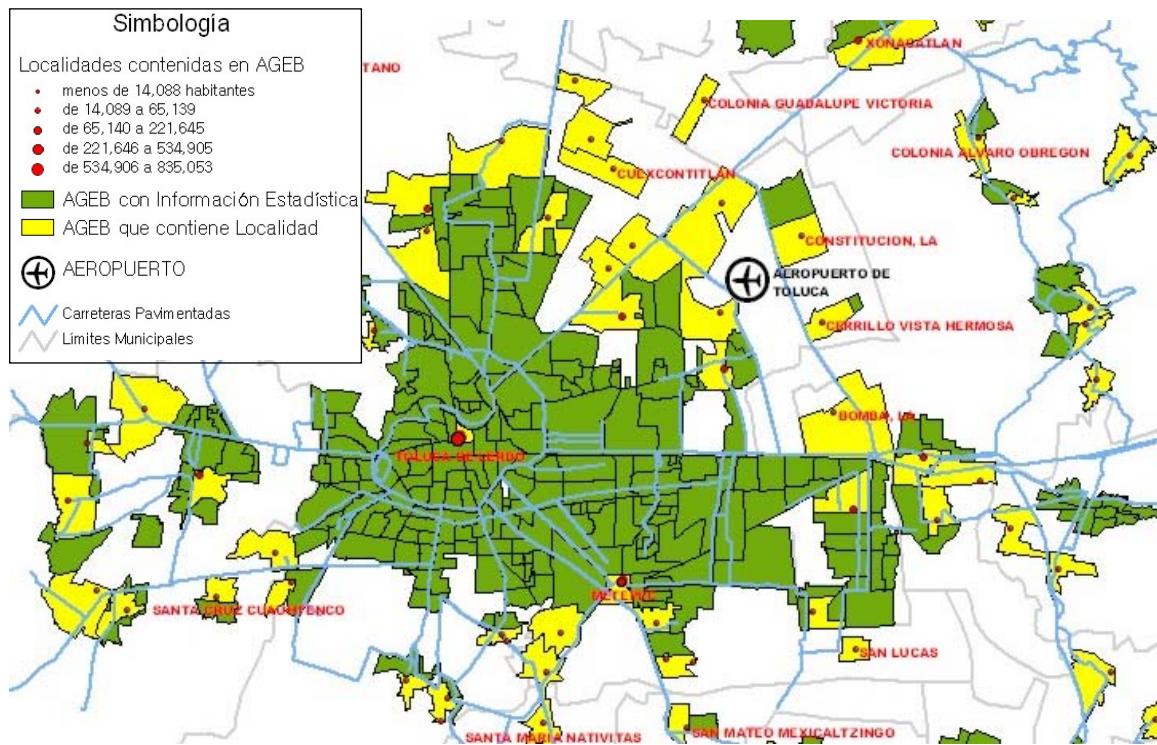 Simbología
Localidades contenidas en AGEB
menos de 14,088 habitantes
de 14,089 a 65,139
de 65,140 a 221,645
de 221,646 a 534,905
de 534,906 a 835,053
AGEB con Información Estadística
AGEB que contiene Localidad
AEROPUERTO
Carreteras Pavimentadas
Límites Municipales
TANO
XONACATLAN
COLONIA GUADALUPE VICTORIA
COLONIA ALVARO OBREGON
CUEXCONTITLAN
CONSTITUCION, LA
AEROPUERTO DE
TOLUCA
CERRILLO VISTA HERMOSA
BOMBA, LA
TOLUCA DE LERDO
METEPEC
SANTA CRUZ CUAUHTENCO
SAN LUCAS
SANTA MARIA NATIVITAS
SAN MATEO MEXICALTZINGO